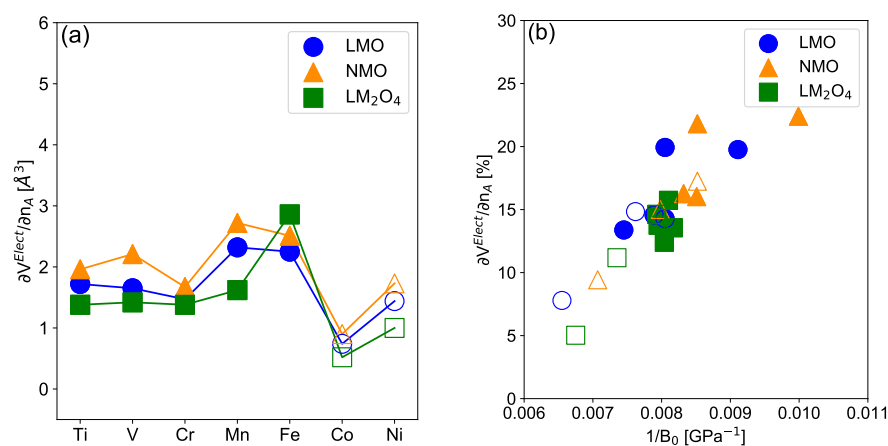 (a)
LMO
NMO
LM₂O₄
∂V^Elect/∂n_A [Å³]
6
5
4
3
2
1
0
Ti V Cr Mn Fe Co Ni
(b)
LMO
NMO
LM₂O₄
∂V^Elect/∂n_A [%]
30
25
20
15
10
5
0
0.006 0.007 0.008 0.009 0.010 0.011
1/B₀ [GPa⁻¹]